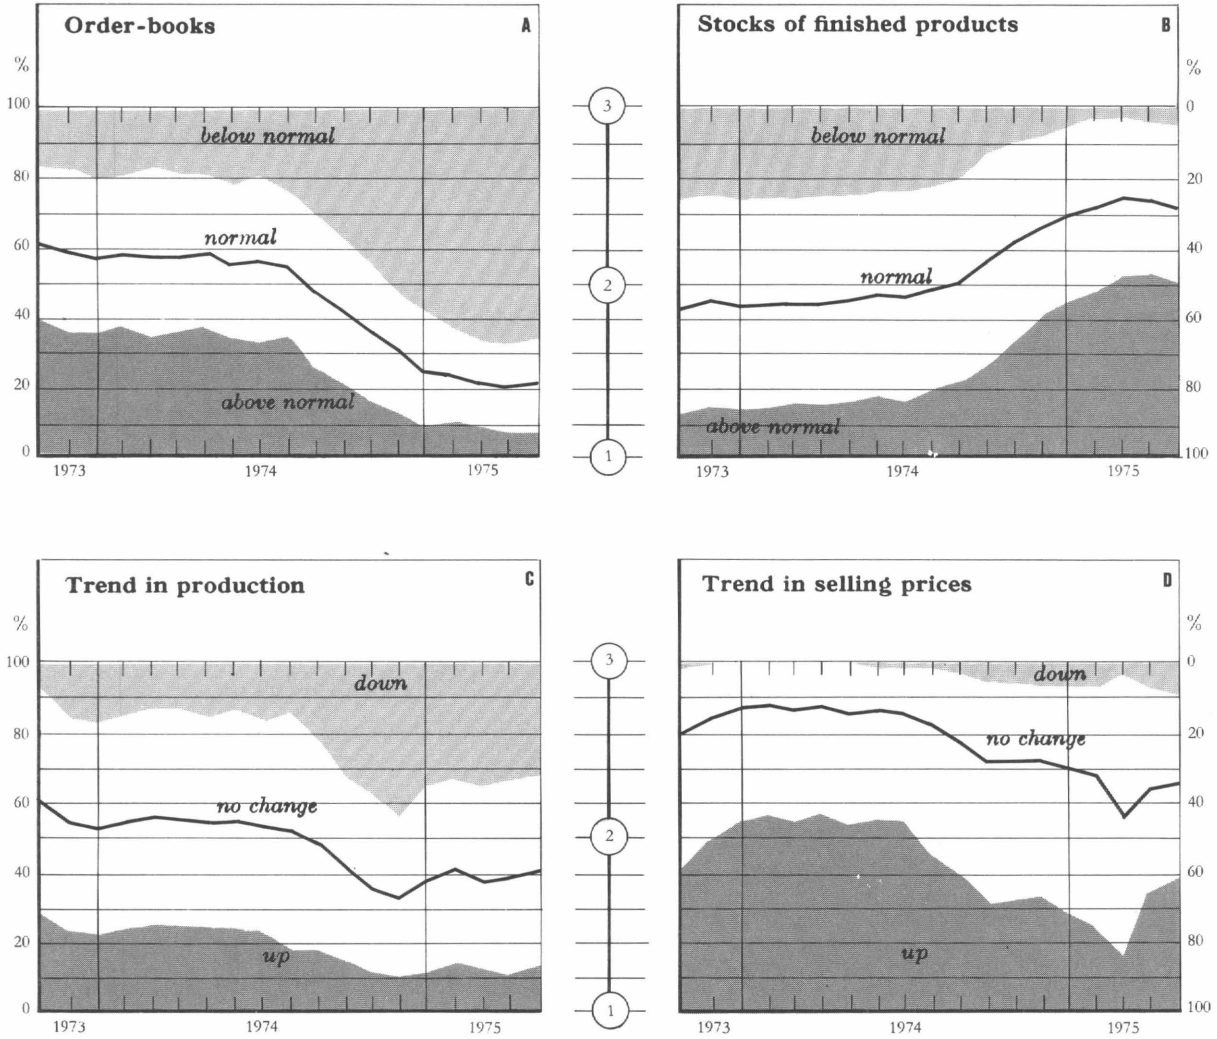 Order-books A
%
100
80
60
40
20
0
below normal
normal
above normal
1973 1974 1975
3
2
1
Stocks of finished products B
%
0
20
40
60
80
100
below normal
normal
above normal
1973 1974 1975
Trend in production C
%
100
80
60
40
20
0
down
no change
up
1973 1974 1975
3
2
1
Trend in selling prices D
%
0
20
40
60
80
100
down
no change
up
1973 1974 1975